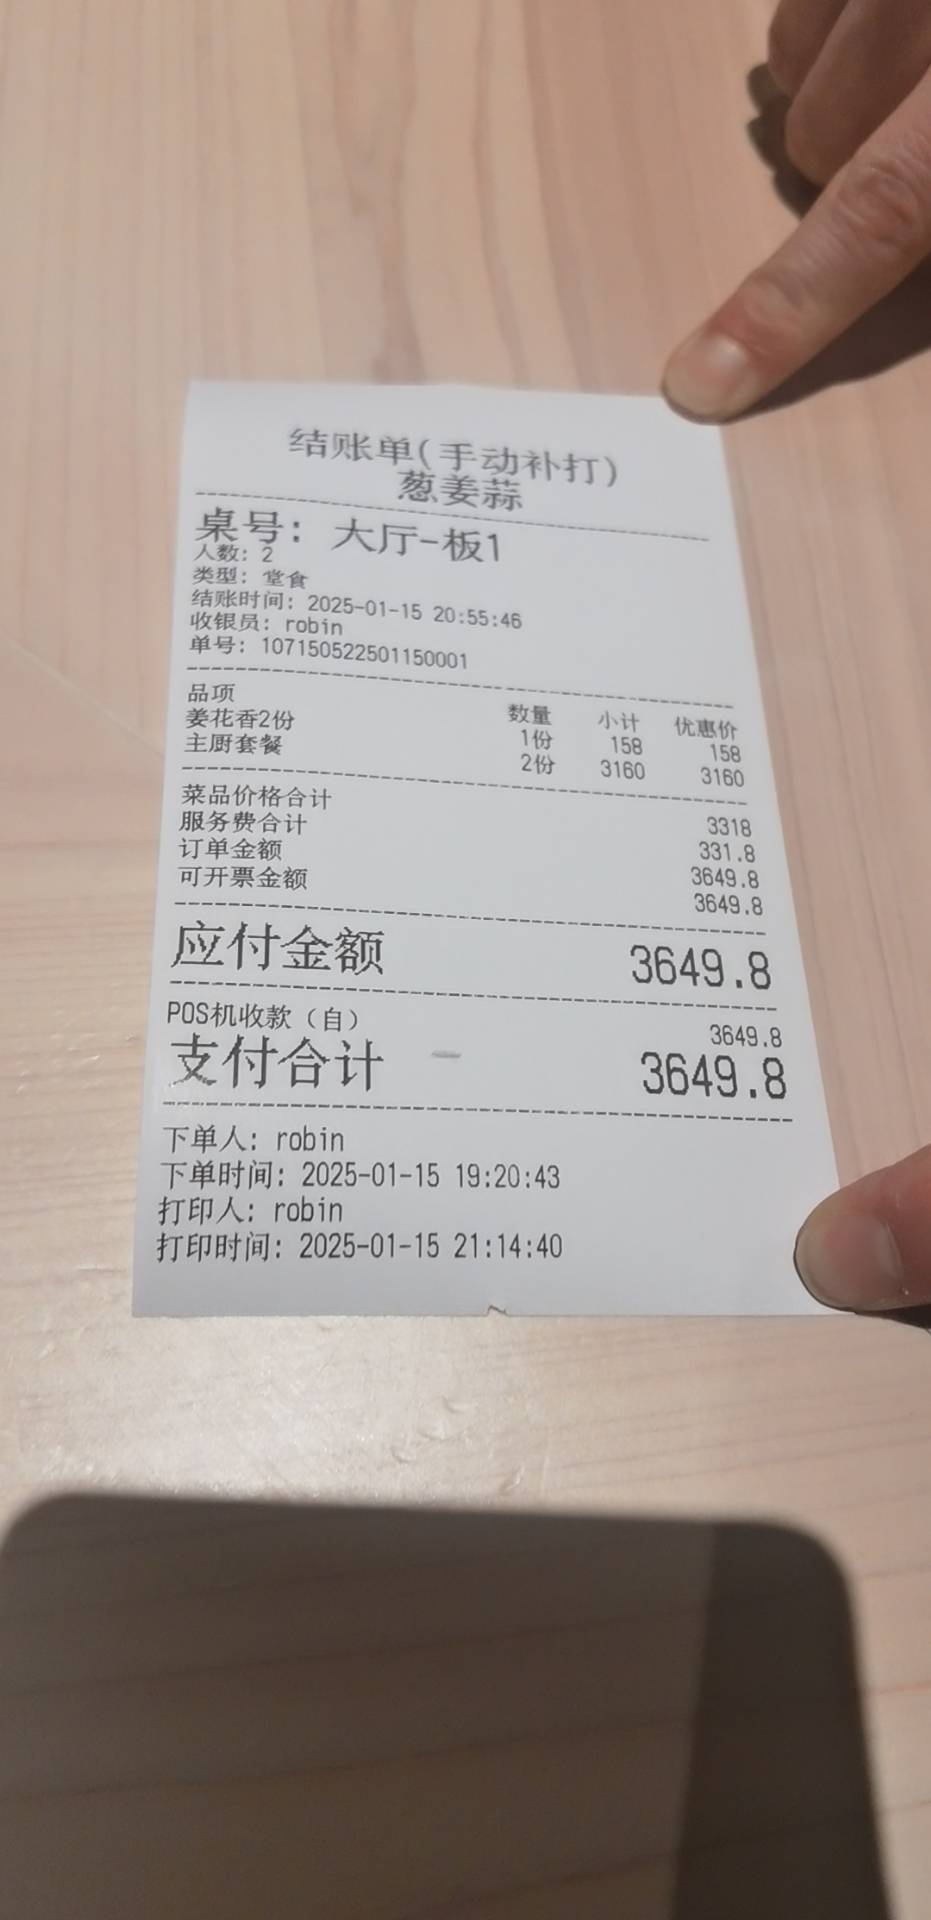 结账单(手动补打)
葱姜蒜
桌号: 大厅-板1
人数: 2
类型: 堂食
结账时间: 2025-01-15 20:55:46
收银员: robin
单号: 107150522501150001
品项 数量 小计 优惠价
姜花香2份 1份 158 158
主厨套餐 2份 3160 3160
菜品价格合计 3318
服务费合计 331.8
订单金额 3649.8
可开票金额 3649.8
应付金额 3649.8
POS机收款（自） 3649.8
支付合计 3649.8
下单人: robin
下单时间: 2025-01-15 19:20:43
打印人: robin
打印时间: 2025-01-15 21:14:40